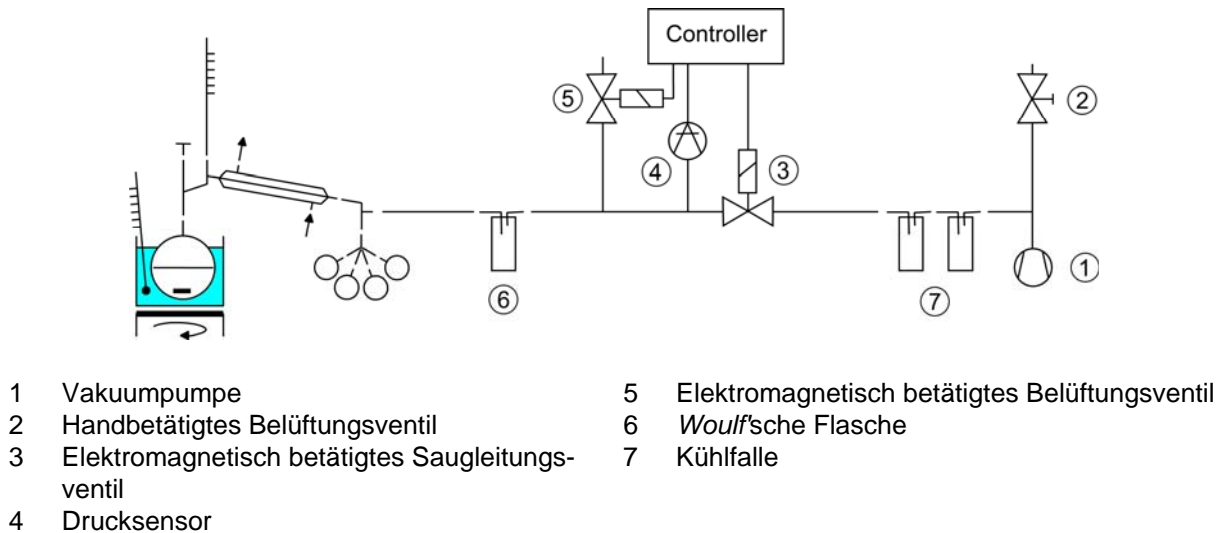 Controller
5
2
4
3
6
7
1
1 Vakuumpumpe
2 Handbetätigtes Belüftungsventil
3 Elektromagnetisch betätigtes Saugleitungs-
ventil
4 Drucksensor
5 Elektromagnetisch betätigtes Belüftungsventil
6 Woulf'sche Flasche
7 Kühlfalle